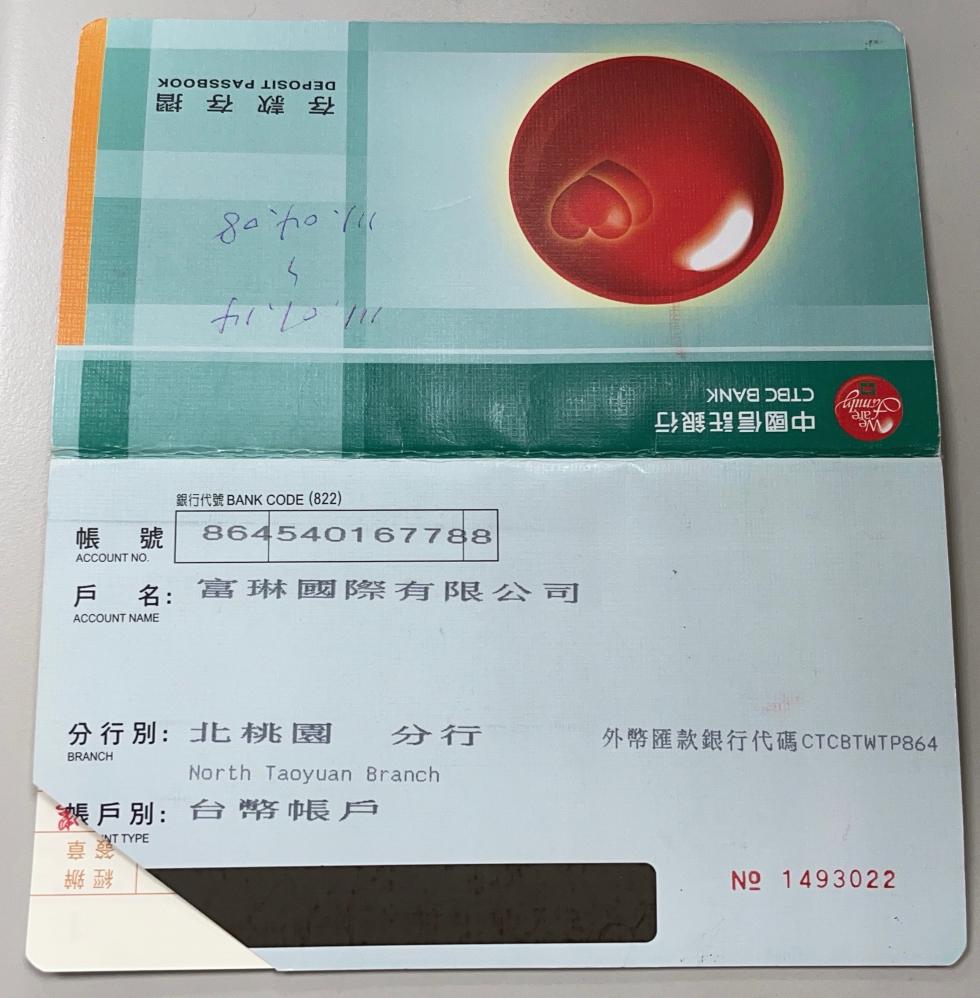 存款存摺
DEPOSIT PASSBOOK
111.01.14
111.04.08
We are Family
中國信託銀行
CTBC BANK
銀行代號 BANK CODE (822)
帳 號 864540167788
ACCOUNT NO.
戶 名: 富琳國際有限公司
ACCOUNT NAME
分行別: 北桃園 分行 外幣匯款銀行代碼CTCBTWTP864
BRANCH
North Taoyuan Branch
帳戶別: 台幣帳戶
NT TYPE
經辦
簽章
Nº 1493022